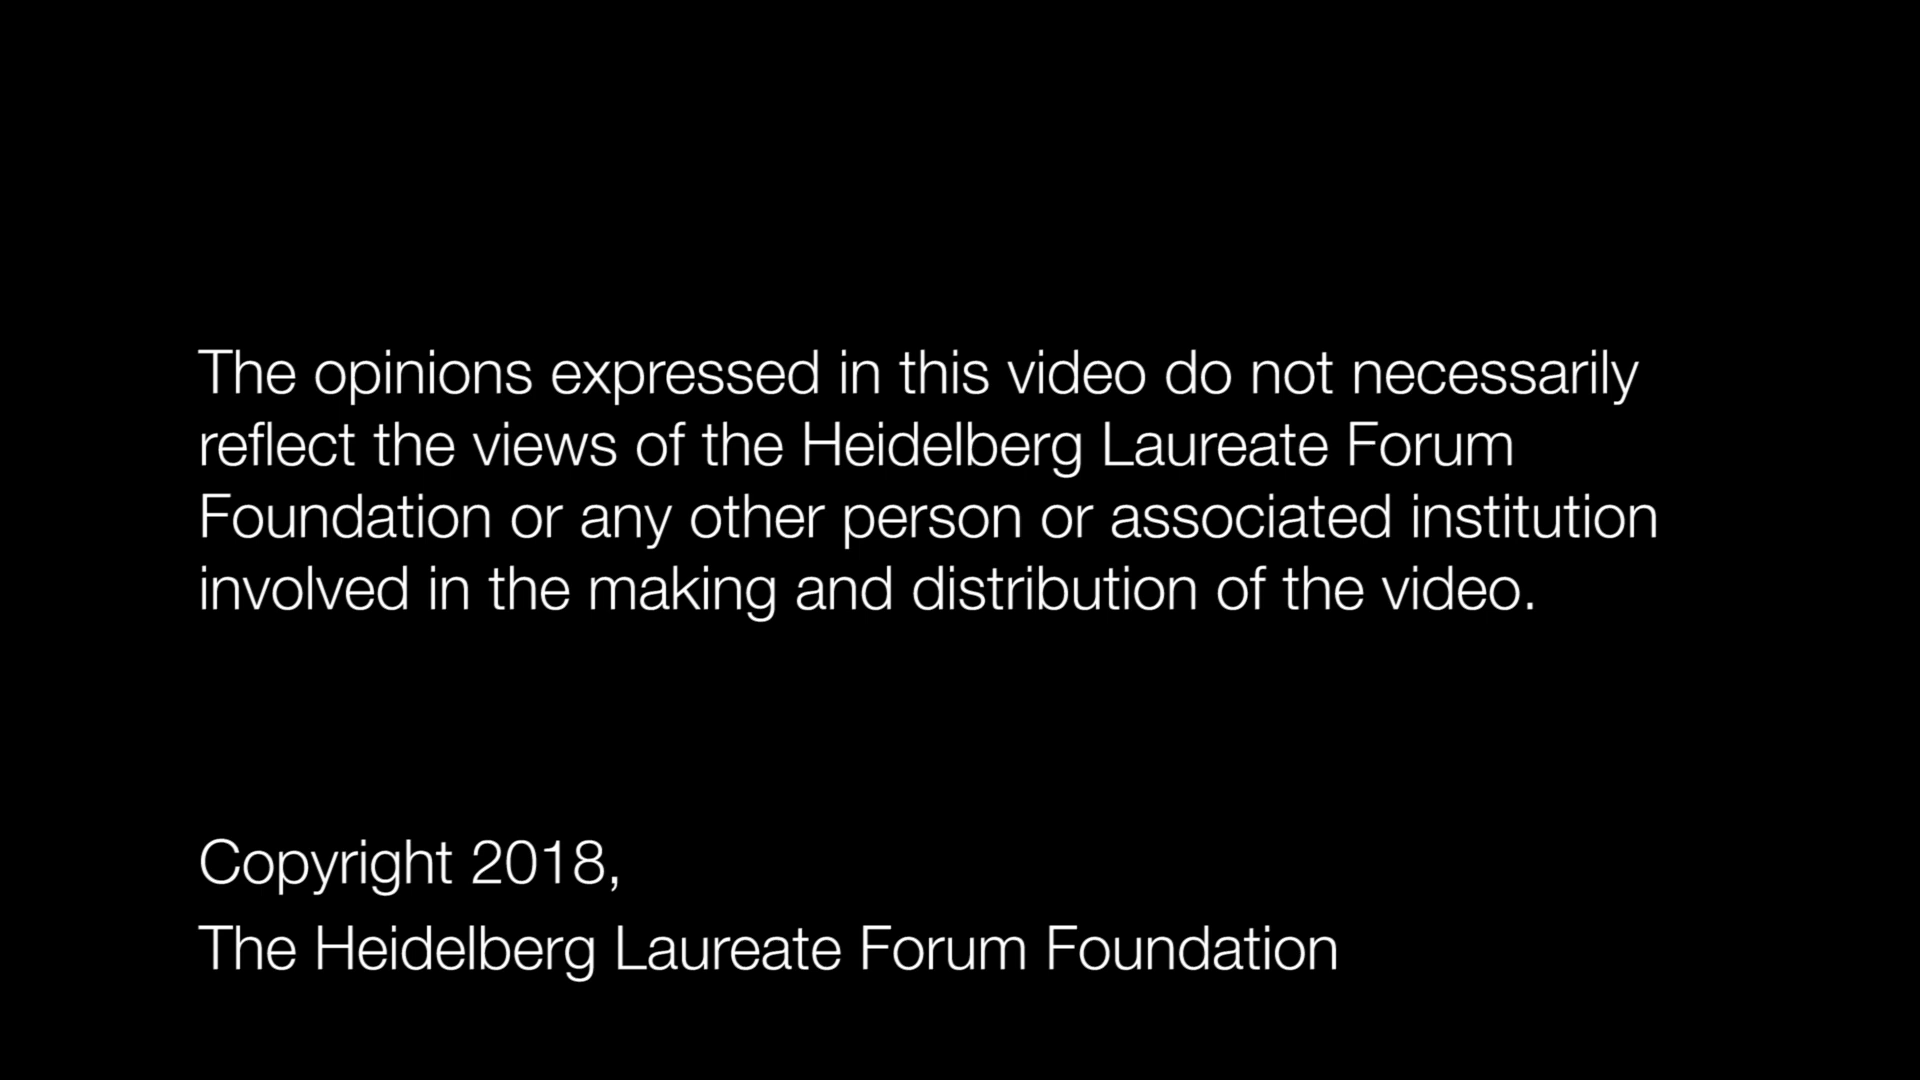 The opinions expressed in this video do not necessarily
reflect the views of the Heidelberg Laureate Forum
Foundation or any other person or associated institution
involved in the making and distribution of the video.
Copyright 2018,
The Heidelberg Laureate Forum Foundation